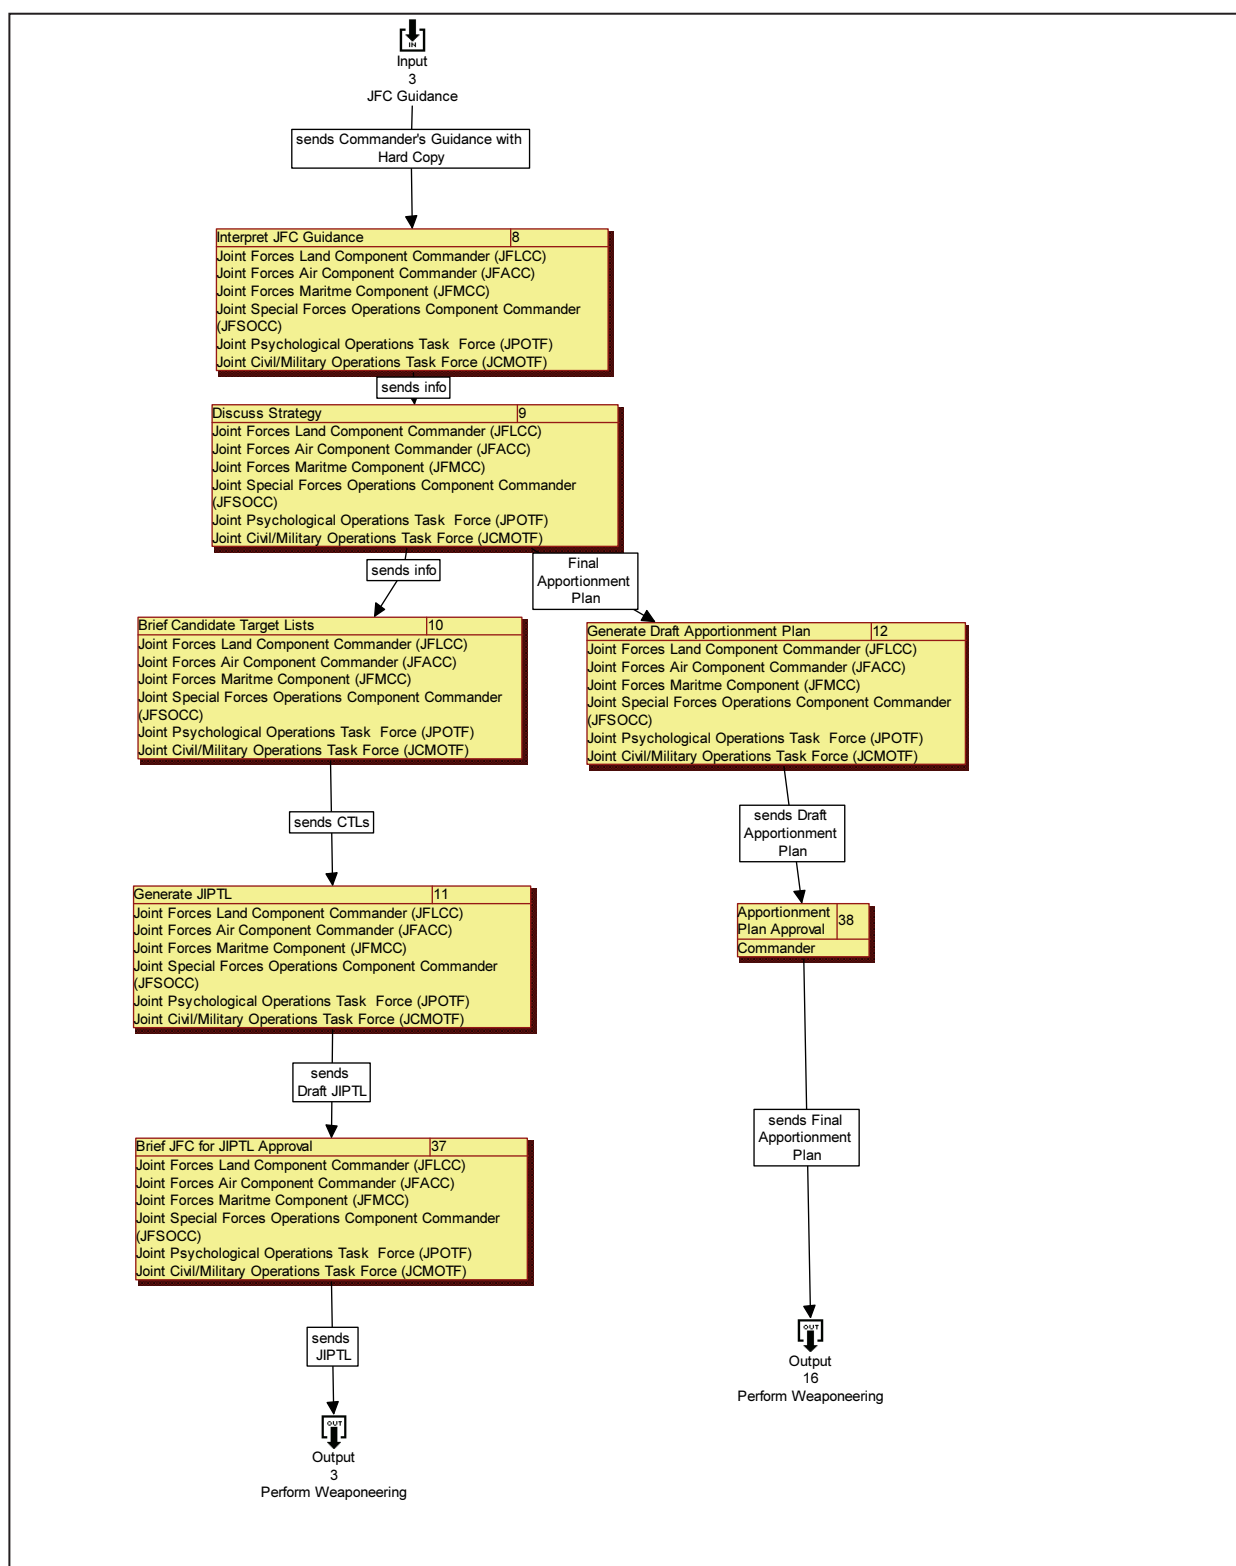 IN
Input
3
JFC Guidance
sends Commander's Guidance with
Hard Copy
Interpret JFC Guidance 8
Joint Forces Land Component Commander (JFLCC)
Joint Forces Air Component Commander (JFACC)
Joint Forces Maritme Component (JFMCC)
Joint Special Forces Operations Component Commander
(JFSOCC)
Joint Psychological Operations Task Force (JPOTF)
Joint Civil/Military Operations Task Force (JCMOTF)
sends info
Discuss Strategy 9
Joint Forces Land Component Commander (JFLCC)
Joint Forces Air Component Commander (JFACC)
Joint Forces Maritme Component (JFMCC)
Joint Special Forces Operations Component Commander
(JFSOCC)
Joint Psychological Operations Task Force (JPOTF)
Joint Civil/Military Operations Task Force (JCMOTF)
sends info
Final
Apportionment
Plan
Brief Candidate Target Lists 10
Joint Forces Land Component Commander (JFLCC)
Joint Forces Air Component Commander (JFACC)
Joint Forces Maritme Component (JFMCC)
Joint Special Forces Operations Component Commander
(JFSOCC)
Joint Psychological Operations Task Force (JPOTF)
Joint Civil/Military Operations Task Force (JCMOTF)
Generate Draft Apportionment Plan 12
Joint Forces Land Component Commander (JFLCC)
Joint Forces Air Component Commander (JFACC)
Joint Forces Maritme Component (JFMCC)
Joint Special Forces Operations Component Commander
(JFSOCC)
Joint Psychological Operations Task Force (JPOTF)
Joint Civil/Military Operations Task Force (JCMOTF)
sends CTLs
sends Draft
Apportionment
Plan
Generate JIPTL 11
Joint Forces Land Component Commander (JFLCC)
Joint Forces Air Component Commander (JFACC)
Joint Forces Maritme Component (JFMCC)
Joint Special Forces Operations Component Commander
(JFSOCC)
Joint Psychological Operations Task Force (JPOTF)
Joint Civil/Military Operations Task Force (JCMOTF)
Apportionment
Plan Approval 38
Commander
sends
Draft JIPTL
Brief JFC for JIPTL Approval 37
Joint Forces Land Component Commander (JFLCC)
Joint Forces Air Component Commander (JFACC)
Joint Forces Maritme Component (JFMCC)
Joint Special Forces Operations Component Commander
(JFSOCC)
Joint Psychological Operations Task Force (JPOTF)
Joint Civil/Military Operations Task Force (JCMOTF)
sends Final
Apportionment
Plan
sends
JIPTL
OUT
Output
16
Perform Weaponeering
OUT
Output
3
Perform Weaponeering